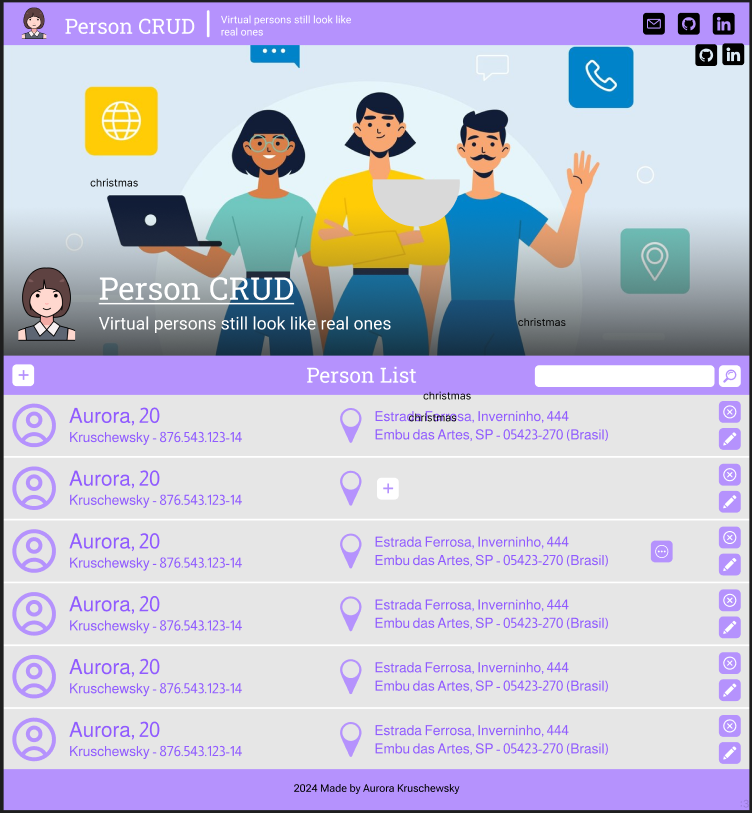 Person CRUD
Virtual persons still look like
real ones
christmas
Person CRUD
Virtual persons still look like real ones
christmas
Person List
christmas
Aurora, 20
Kruschewsky - 876.543.123-14
Estrada Ferrosa, Inverninho, 444
christmas
Embu das Artes, SP - 05423-270 (Brasil)
Aurora, 20
Kruschewsky - 876.543.123-14
Aurora, 20
Kruschewsky - 876.543.123-14
Estrada Ferrosa, Inverninho, 444
Embu das Artes, SP - 05423-270 (Brasil)
Aurora, 20
Kruschewsky - 876.543.123-14
Estrada Ferrosa, Inverninho, 444
Embu das Artes, SP - 05423-270 (Brasil)
Aurora, 20
Kruschewsky - 876.543.123-14
Estrada Ferrosa, Inverninho, 444
Embu das Artes, SP - 05423-270 (Brasil)
Aurora, 20
Kruschewsky - 876.543.123-14
Estrada Ferrosa, Inverninho, 444
Embu das Artes, SP - 05423-270 (Brasil)
2024 Made by Aurora Kruschewsky